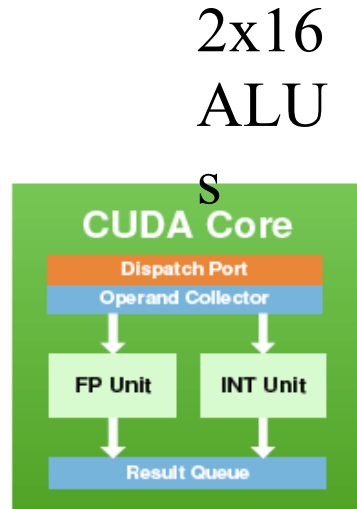 2x16
ALU
s
CUDA Core
Dispatch Port
Operand Collector
FP Unit INT Unit
Result Queue